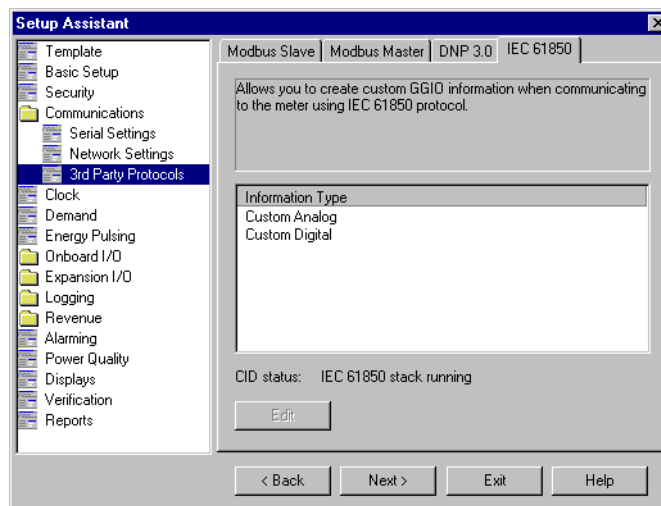 Setup Assistant
Template
Basic Setup
Security
Communications
Serial Settings
Network Settings
3rd Party Protocols
Clock
Demand
Energy Pulsing
Onboard I/O
Expansion I/O
Logging
Revenue
Alarming
Power Quality
Displays
Verification
Reports
Modbus Slave Modbus Master DNP 3.0 IEC 61850
Allows you to create custom GGIO information when communicating
to the meter using IEC 61850 protocol.
Information Type
Custom Analog
Custom Digital
CID status: IEC 61850 stack running
Edit
< Back Next > Exit Help